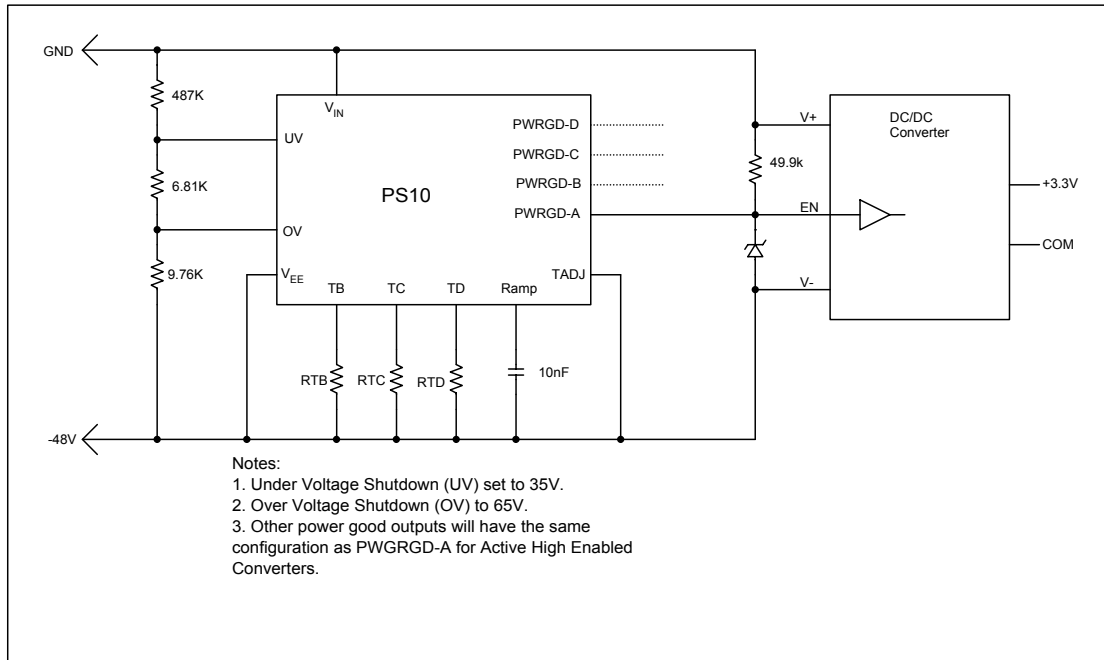 GND
487K
V_IN
UV
PWRGD-D
PWRGD-C
PWRGD-B
PWRGD-A
V+
DC/DC
Converter
49.9k
6.81K
PS10
+3.3V
EN
OV
COM
9.76K
V_EE
TADJ
V-
TB
TC
TD
Ramp
RTB
RTC
RTD
10nF
-48V
Notes:
1. Under Voltage Shutdown (UV) set to 35V.
2. Over Voltage Shutdown (OV) to 65V.
3. Other power good outputs will have the same
configuration as PWGRGD-A for Active High Enabled
Converters.